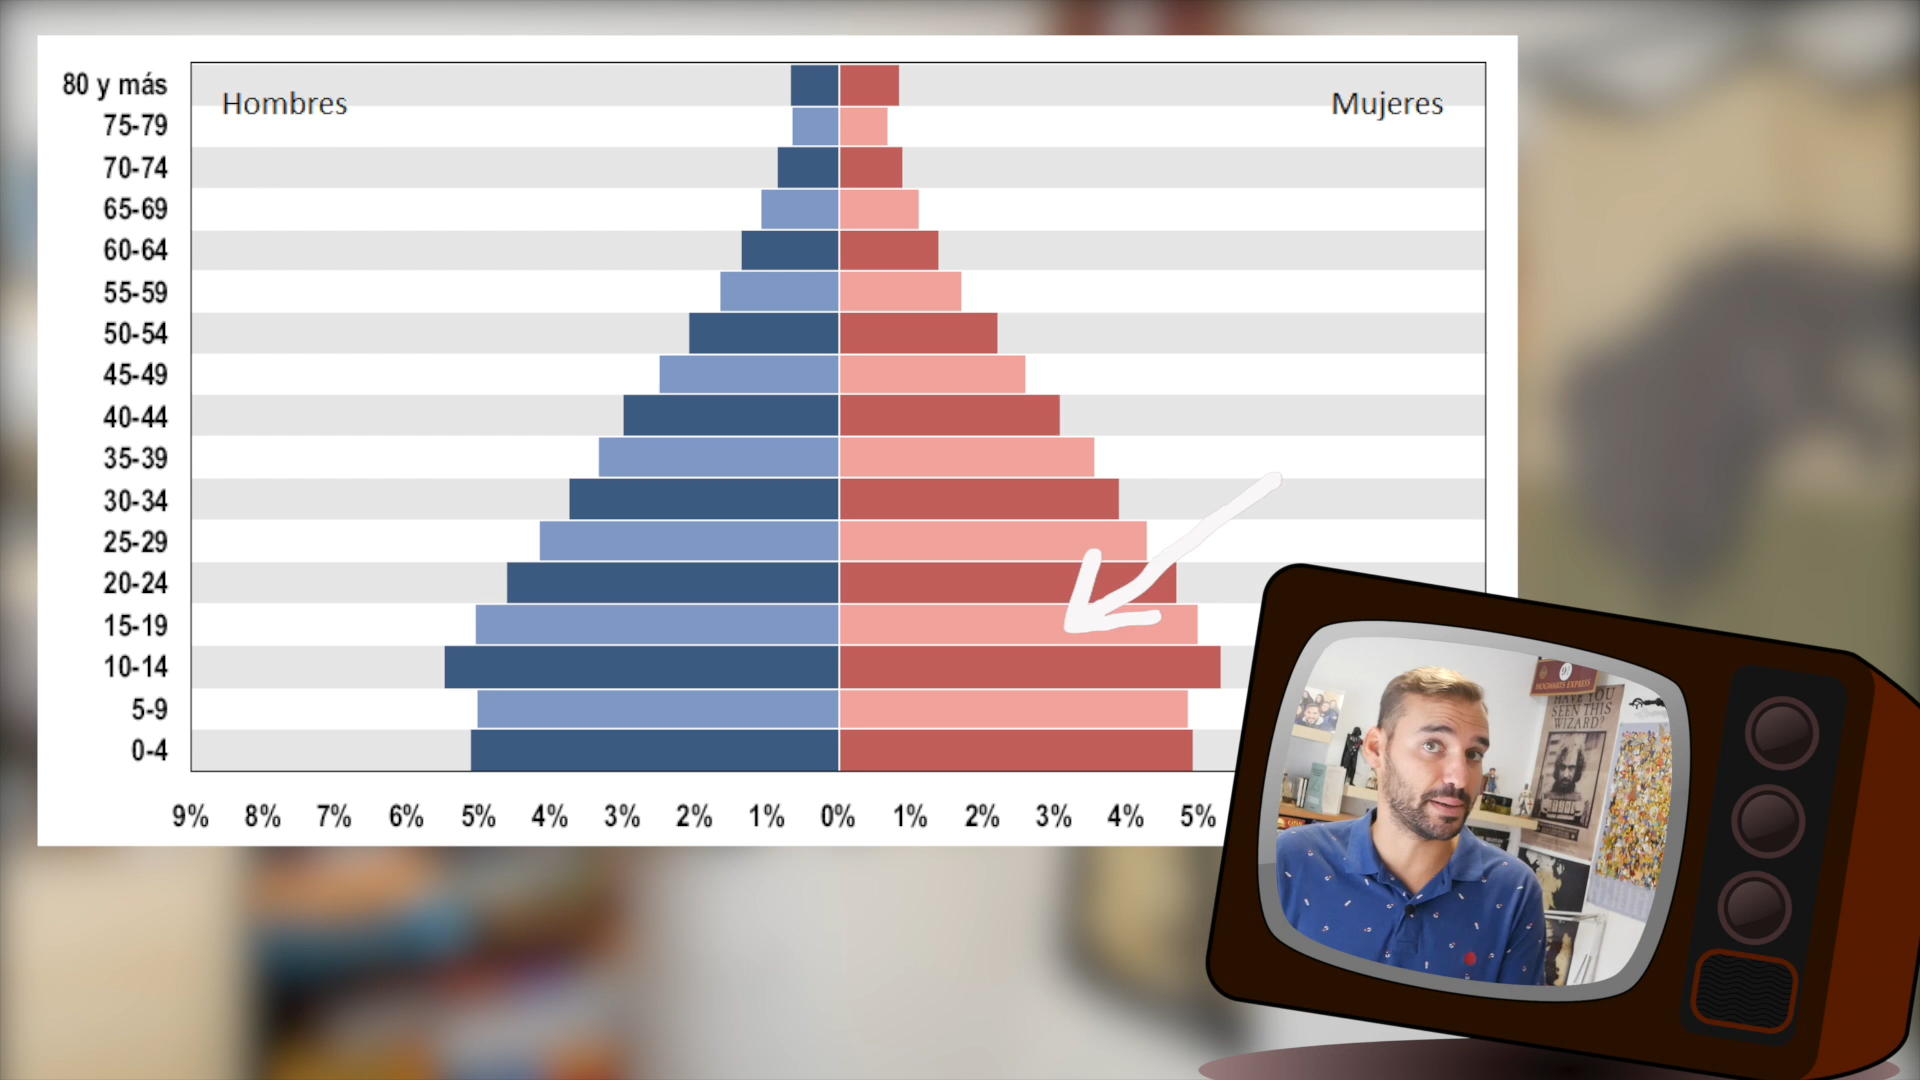 80 y más
75-79
70-74
65-69
60-64
55-59
50-54
45-49
40-44
35-39
30-34
25-29
20-24
15-19
10-14
5-9
0-4
Hombres
Mujeres
9% 8% 7% 6% 5% 4% 3% 2% 1% 0% 1% 2% 3% 4% 5%
HOGWARTS EXPRESS
HAVE YOU
SEEN THIS
WIZARD?